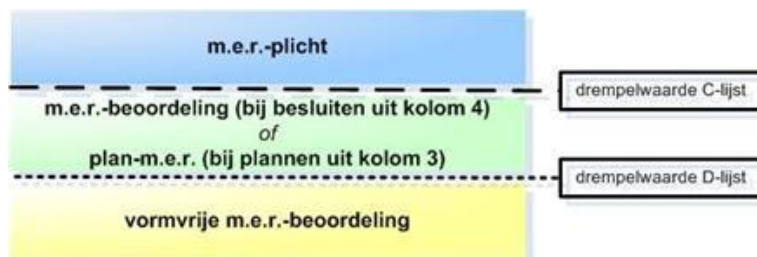 m.e.r.-plicht
drempelwaarde C-lijst
m.e.r.-beoordeling (bij besluiten uit kolom 4)
of
plan-m.e.r. (bij plannen uit kolom 3)
drempelwaarde D-lijst
vormvrije m.e.r.-beoordeling